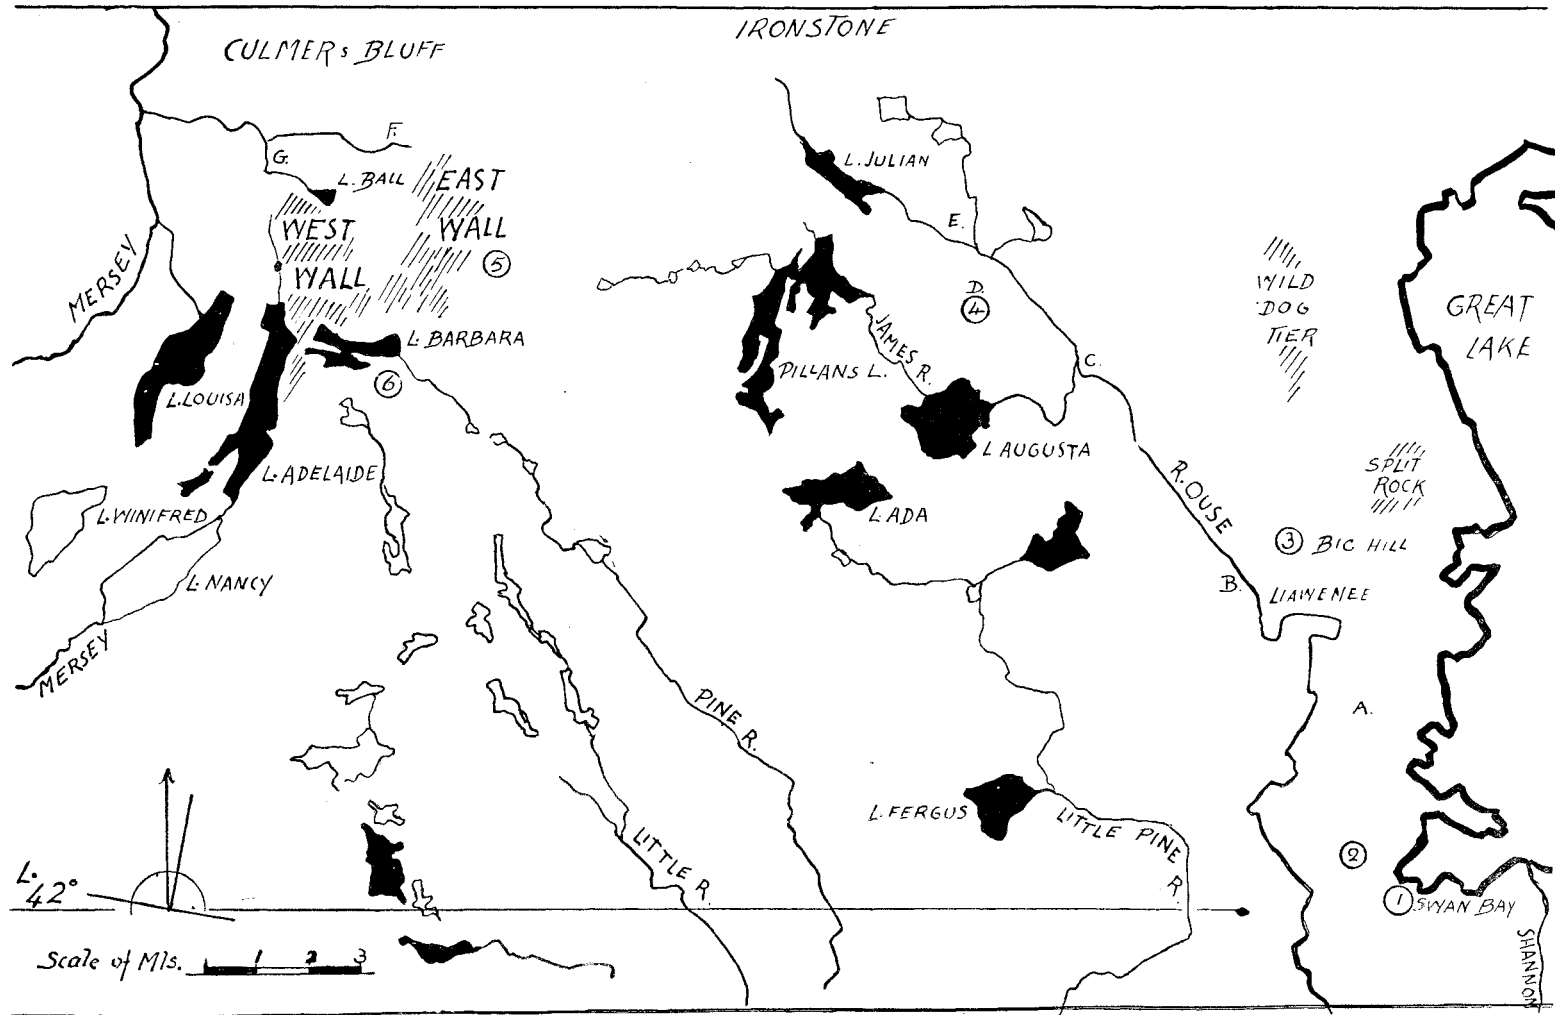 IRONSTONE
CULMERS BLUFF
F.
G.
L. BALL
EAST
WALL
WEST
WALL
5
MERSEY
L. JULIAN
E.
D.
4
WILD
DOG
TIER
GREAT
LAKE
L. BARBARA
6
JAMES R.
PILLANS L.
C.
L. LOUISA
L AUGUSTA
L. ADELAIDE
SPLIT
ROCK
R. OUSE
L. WINIFRED
L. ADA
3 BIG HILL
B.
LIAWENEE
L. NANCY
MERSEY
PINE R.
A.
L. FERGUS
LITTLE PINE R.
LITTLE R.
2
L.
42°
1 SWAN BAY
SHANNON
Scale of Mls.
1 2 3